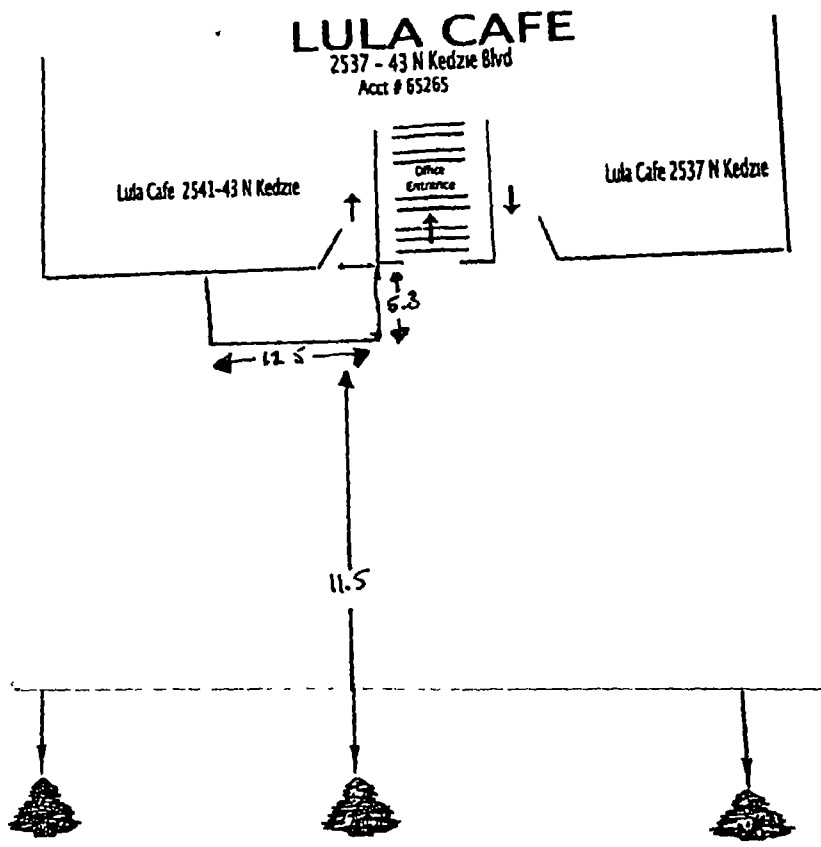 LULA CAFE
2537 - 43 N Kedzie Blvd
Acct # 65265
Office
Entrance
Lula Cafe 2541-43 N Kedzie
Lula Cafe 2537 N Kedzie
5.3
12 5
11.5